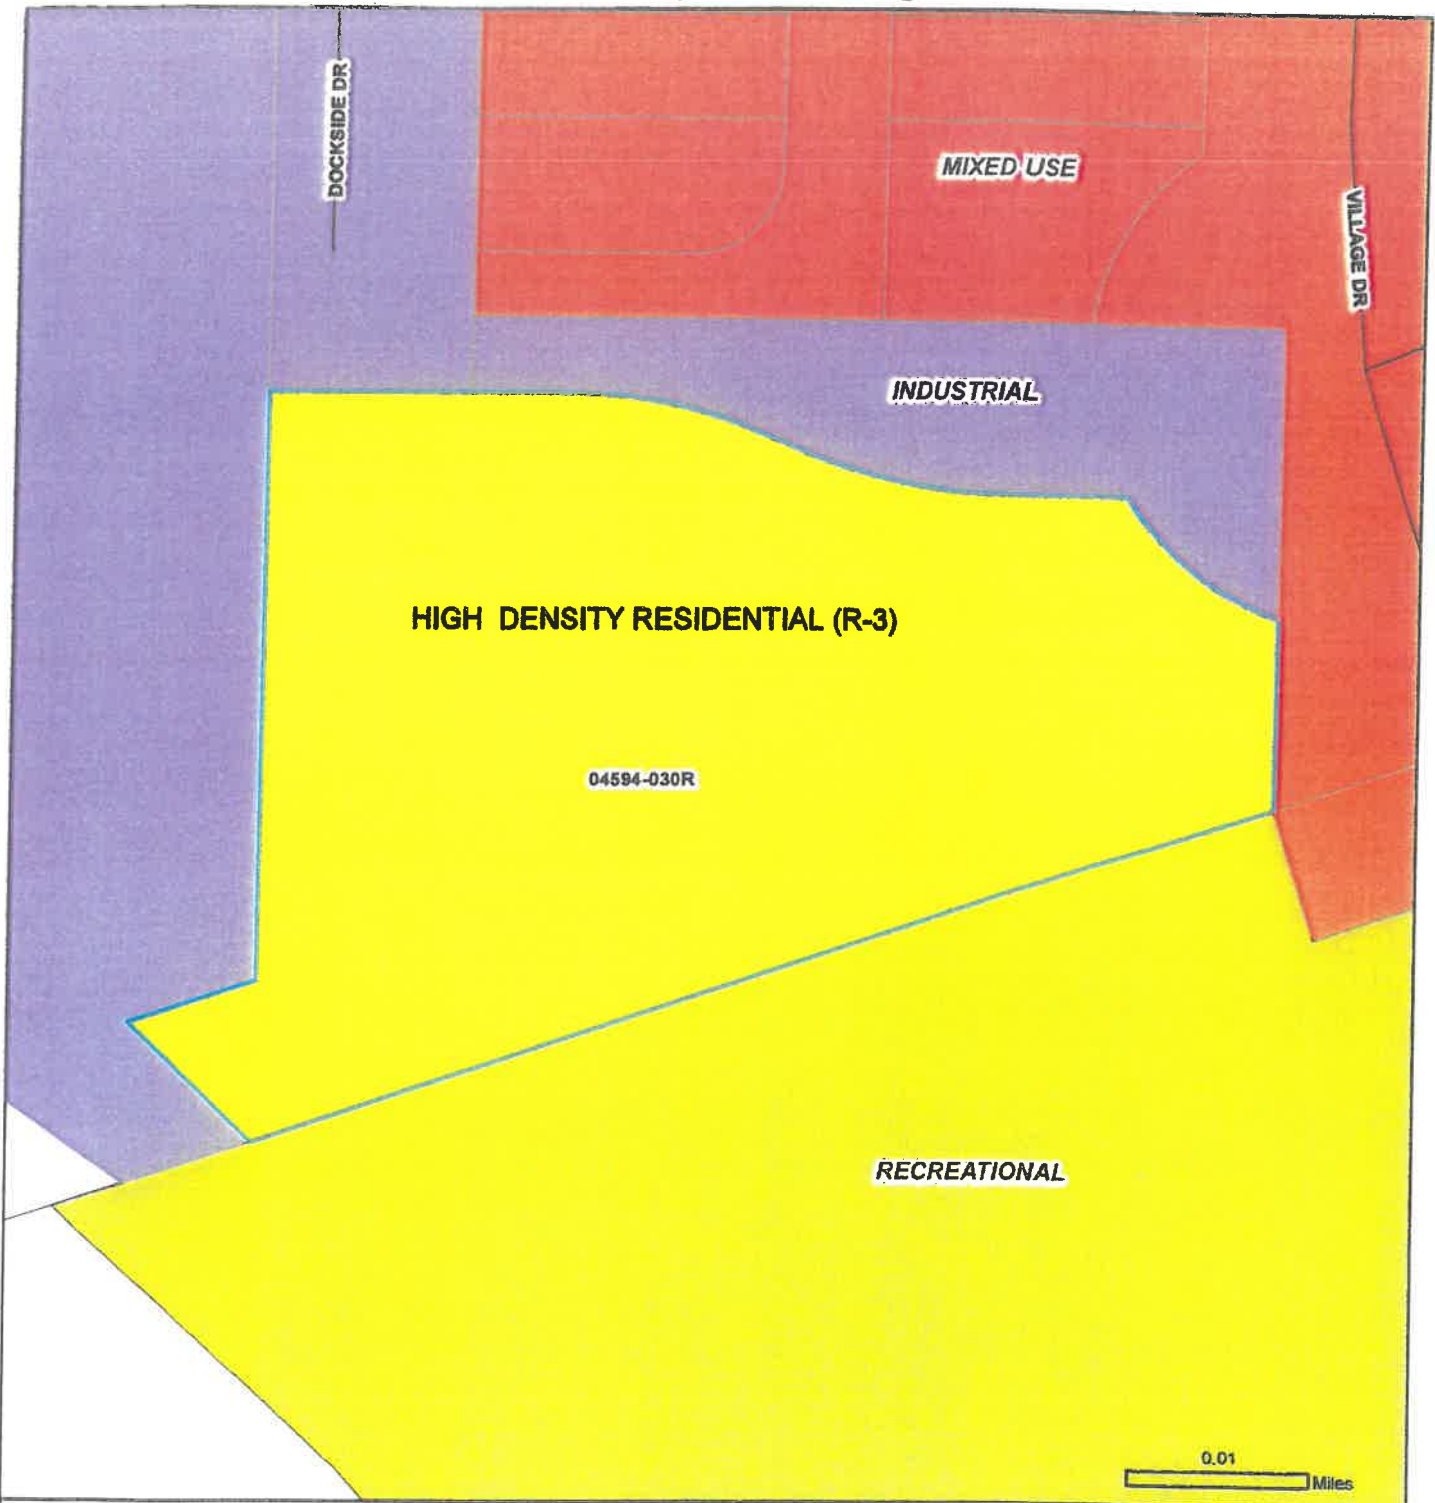 DOCKSIDE DR
MIXED USE
VILLAGE DR
INDUSTRIAL
HIGH DENSITY RESIDENTIAL (R-3)
04594-030R
RECREATIONAL
0.01
Miles